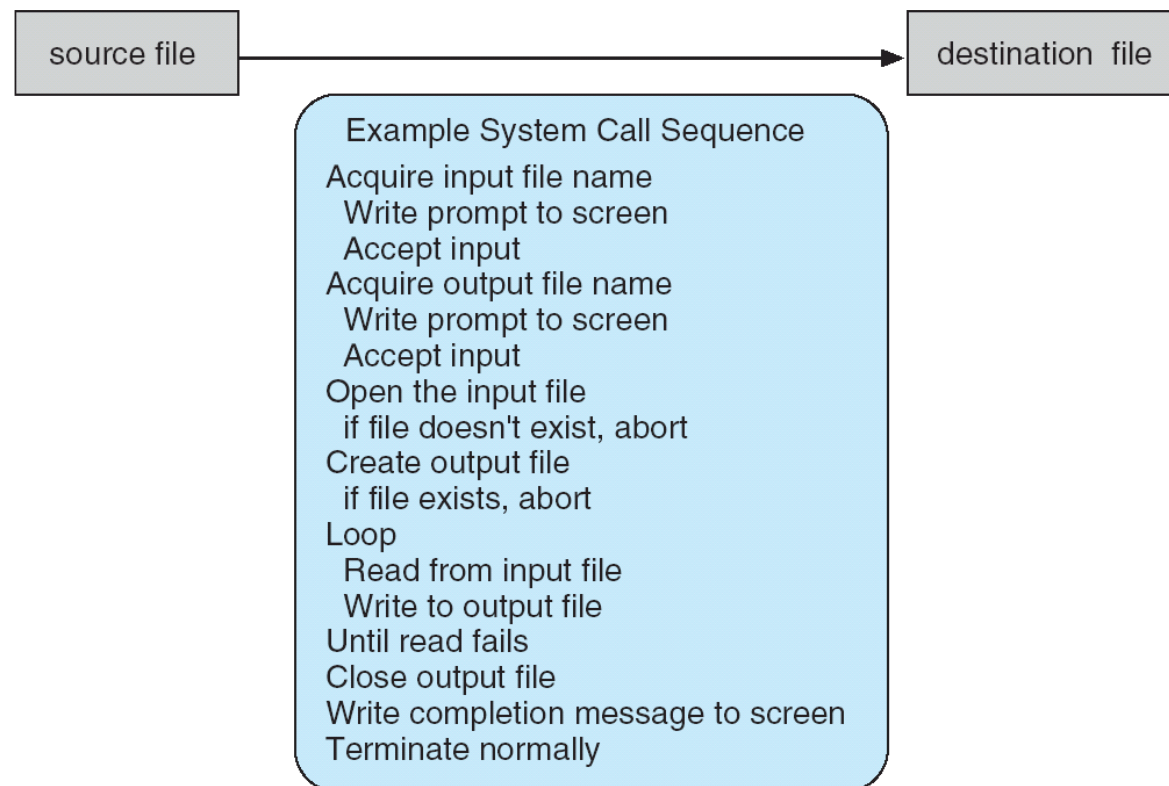 source file
destination file
Example System Call Sequence
Acquire input file name
Write prompt to screen
Accept input
Acquire output file name
Write prompt to screen
Accept input
Open the input file
if file doesn't exist, abort
Create output file
if file exists, abort
Loop
Read from input file
Write to output file
Until read fails
Close output file
Write completion message to screen
Terminate normally